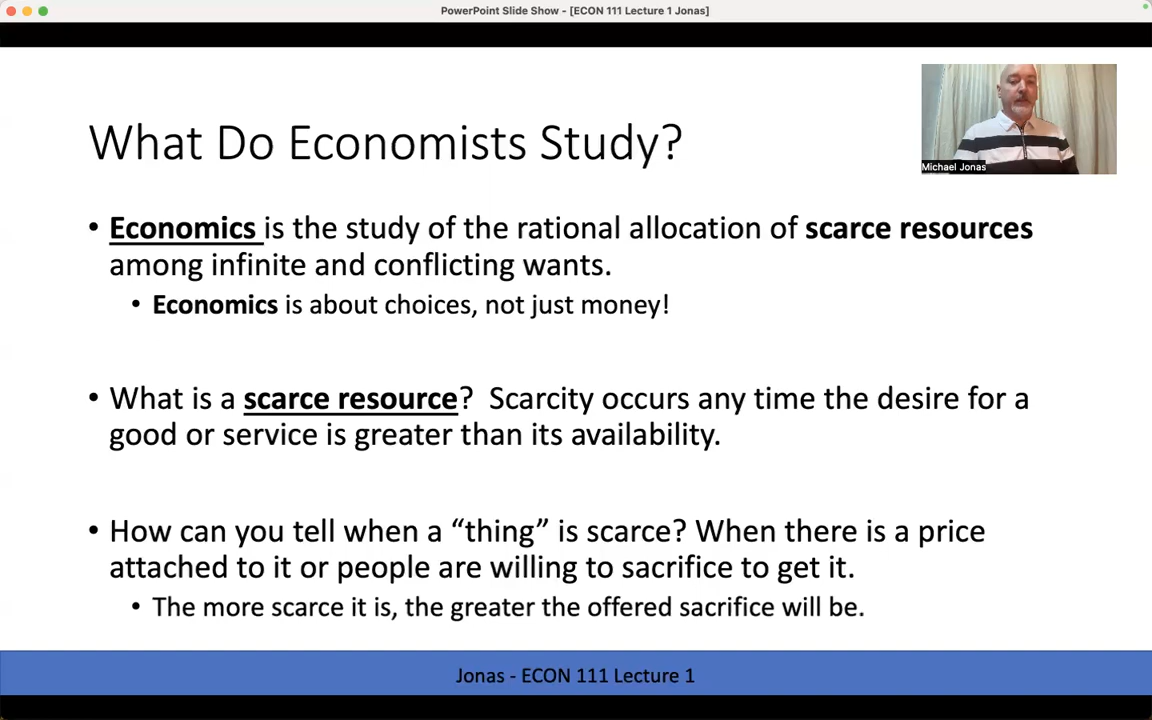 PowerPoint Slide Show - [ECON 111 Lecture 1 Jonas]
Michael Jonas
What Do Economists Study?
• Economics is the study of the rational allocation of scarce resources
among infinite and conflicting wants.
• Economics is about choices, not just money!
• What is a scarce resource?  Scarcity occurs any time the desire for a
good or service is greater than its availability.
• How can you tell when a “thing” is scarce? When there is a price
attached to it or people are willing to sacrifice to get it.
• The more scarce it is, the greater the offered sacrifice will be.
Jonas - ECON 111 Lecture 1